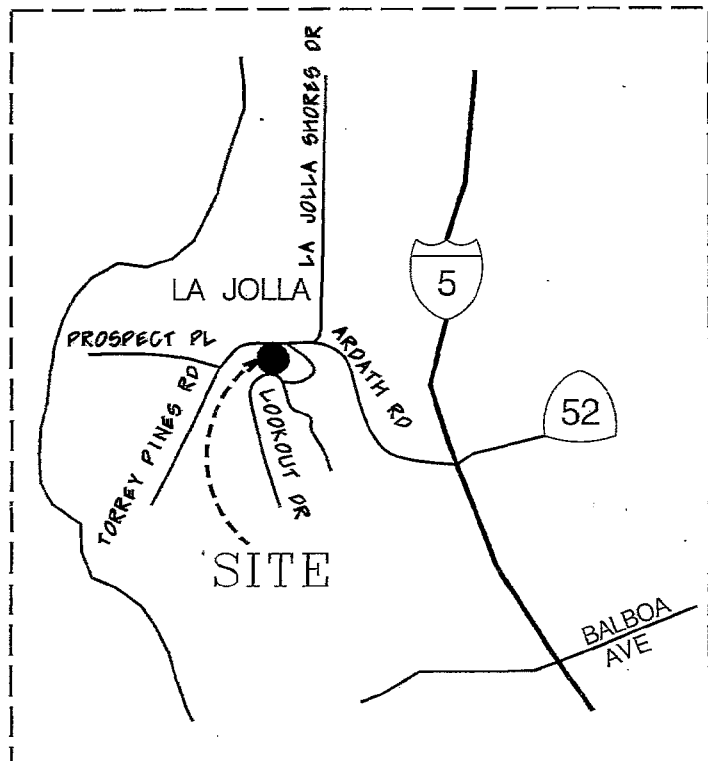 LA JOLLA SHORES DR
5
LA JOLLA
PROSPECT PL
ARDATH RD
TORREY PINES RD
LOOKOUT DR
52
SITE
BALBOA
AVE